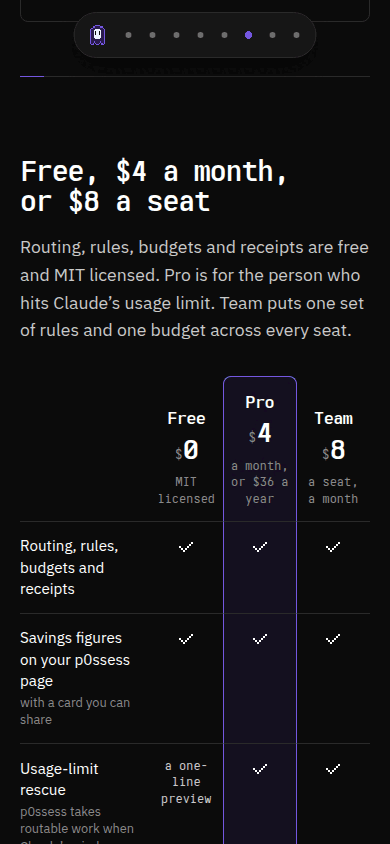 Free, $4 a month,
or $8 a seat
Routing, rules, budgets and receipts are free
and MIT licensed. Pro is for the person who
hits Claude’s usage limit. Team puts one set
of rules and one budget across every seat.
Free
$0
MIT
licensed
Pro
$4
a month,
or $36 a
year
Team
$8
a seat,
a month
Routing, rules,
budgets and
receipts
Savings figures
on your p0ssess
page
with a card you can
share
Usage-limit
rescue
a one-
line
preview
p0ssess takes
routable work when